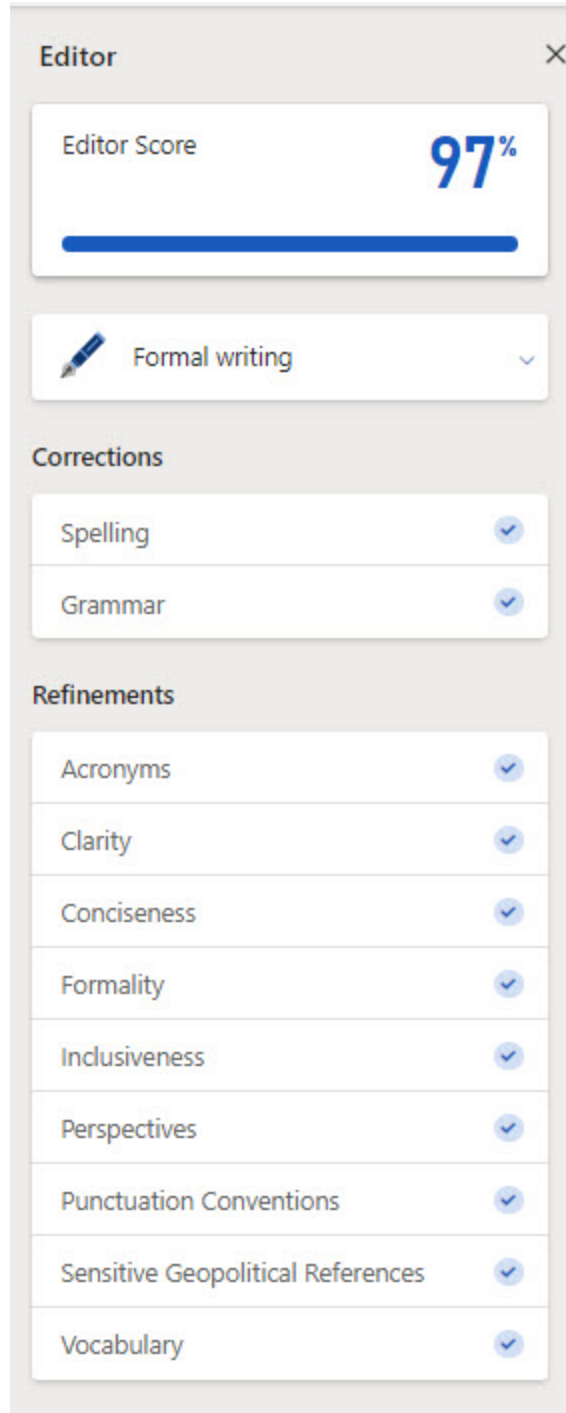 Editor
Editor Score
97%
Formal writing
Corrections
Spelling
Grammar
Refinements
Acronyms
Clarity
Conciseness
Formality
Inclusiveness
Perspectives
Punctuation Conventions
Sensitive Geopolitical References
Vocabulary